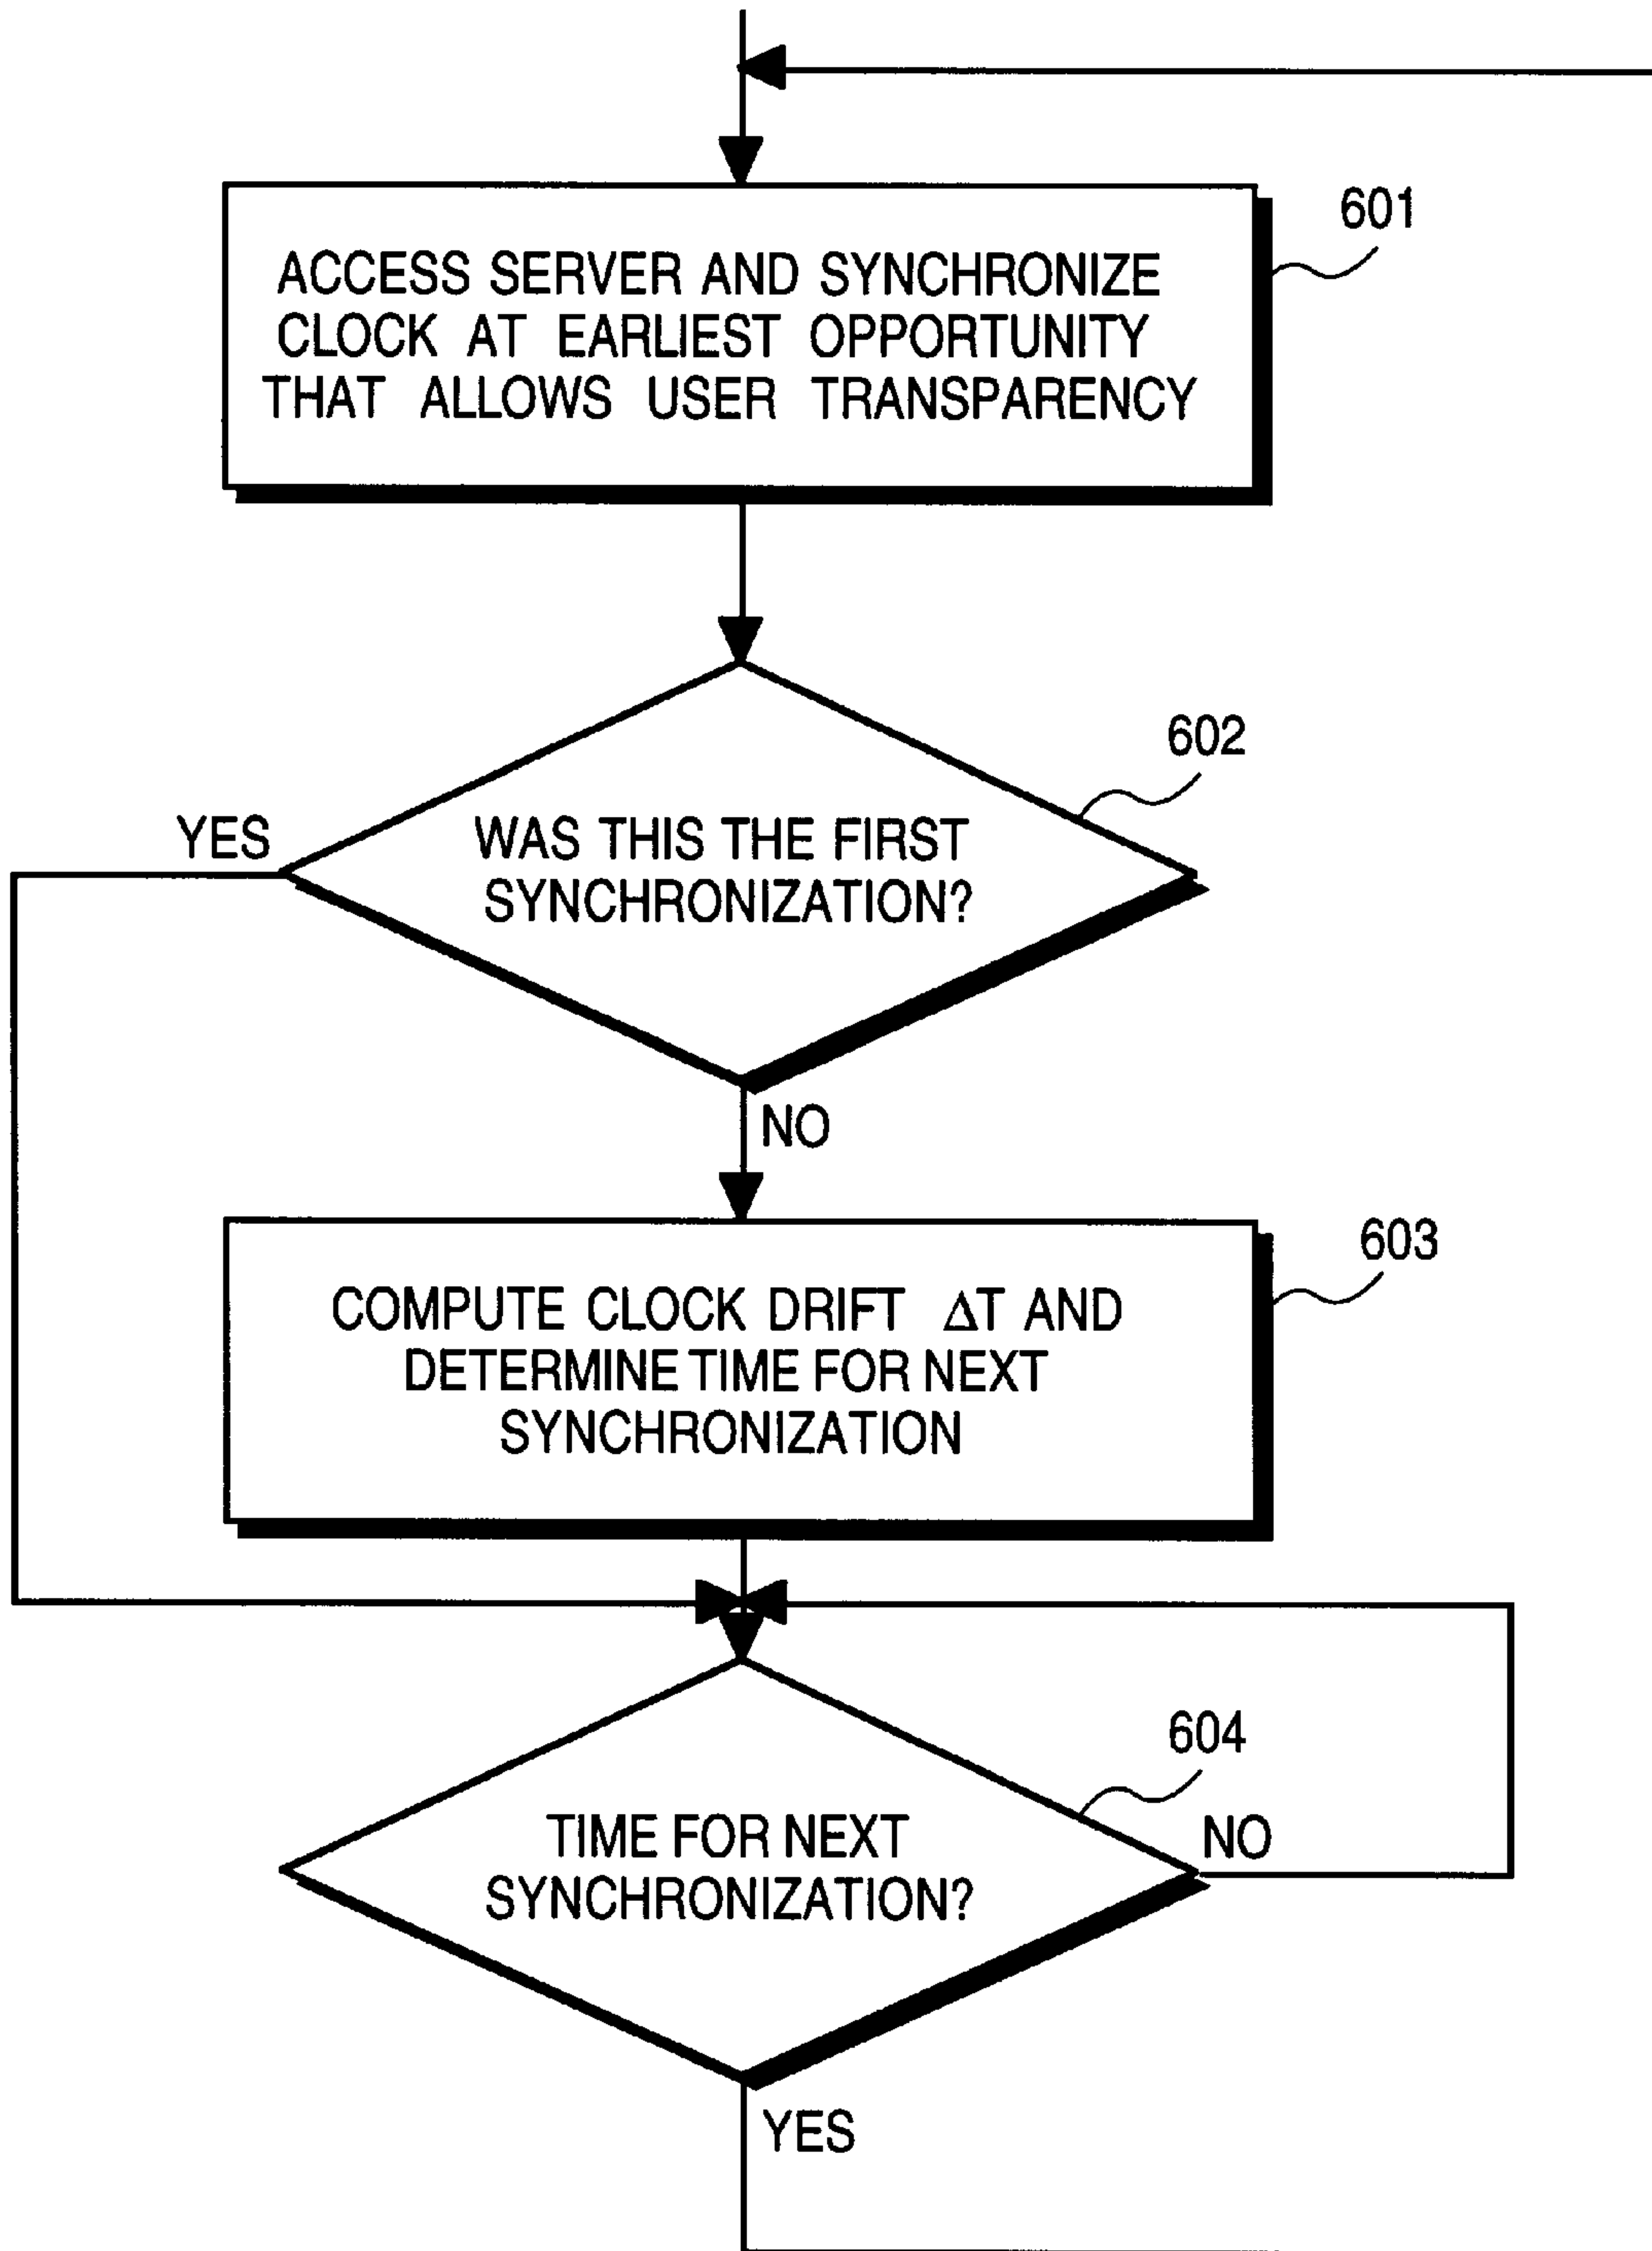 601
ACCESS SERVER AND SYNCHRONIZE
CLOCK AT EARLIEST OPPORTUNITY
THAT ALLOWS USER TRANSPARENCY
602
YES
WAS THIS THE FIRST
SYNCHRONIZATION?
NO
603
COMPUTE CLOCK DRIFT ΔT AND
DETERMINE TIME FOR NEXT
SYNCHRONIZATION
604
TIME FOR NEXT
SYNCHRONIZATION?
NO
YES